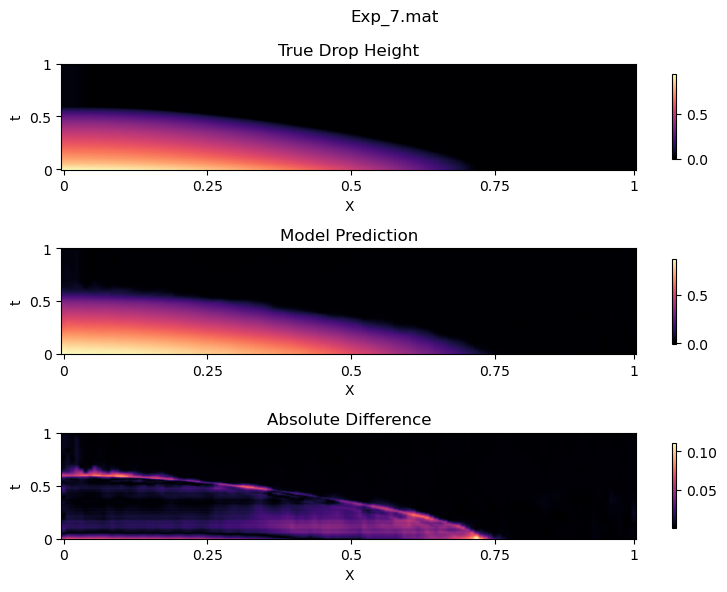 Exp_7.mat
True Drop Height
1
0.5
0
t
0 0.25 0.5 0.75 1
X
0.5
0.0
Model Prediction
1
0.5
0
t
0 0.25 0.5 0.75 1
X
0.5
0.0
Absolute Difference
1
0.5
0
t
0 0.25 0.5 0.75 1
X
0.10
0.05